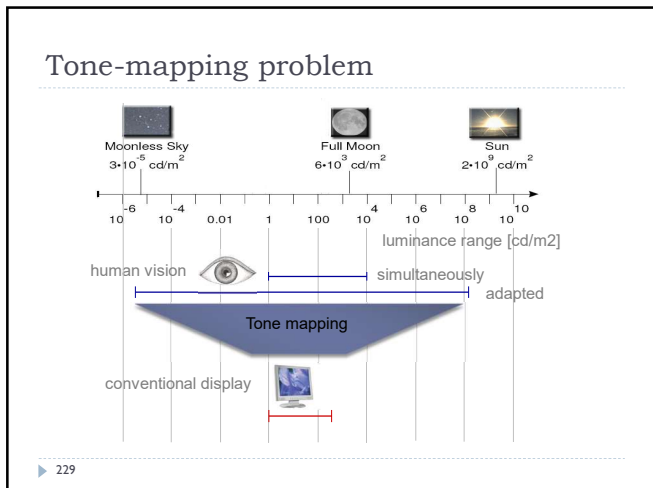 Tone-mapping problem
Moonless Sky Full Moon Sun
3•10⁻⁵ cd/m² 6•10³ cd/m² 2•10⁹ cd/m²
10⁻⁶ 10⁻⁴ 0.01 1 100 10⁴ 10⁶ 10⁸ 10¹⁰
luminance range [cd/m2]
human vision simultaneously
adapted
Tone mapping
conventional display
229